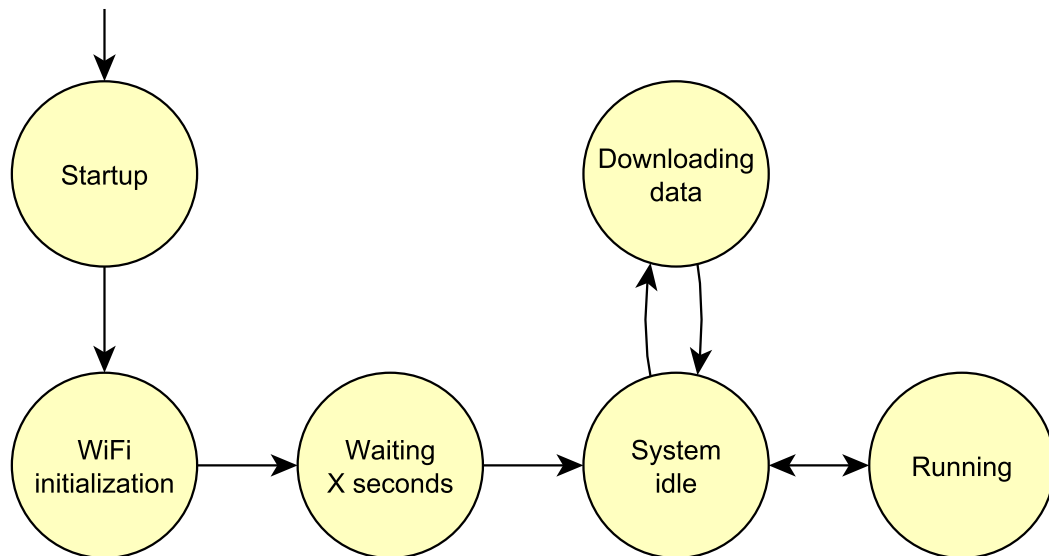 Startup
Downloading
data
WiFi
initialization
Waiting
X seconds
System
idle
Running